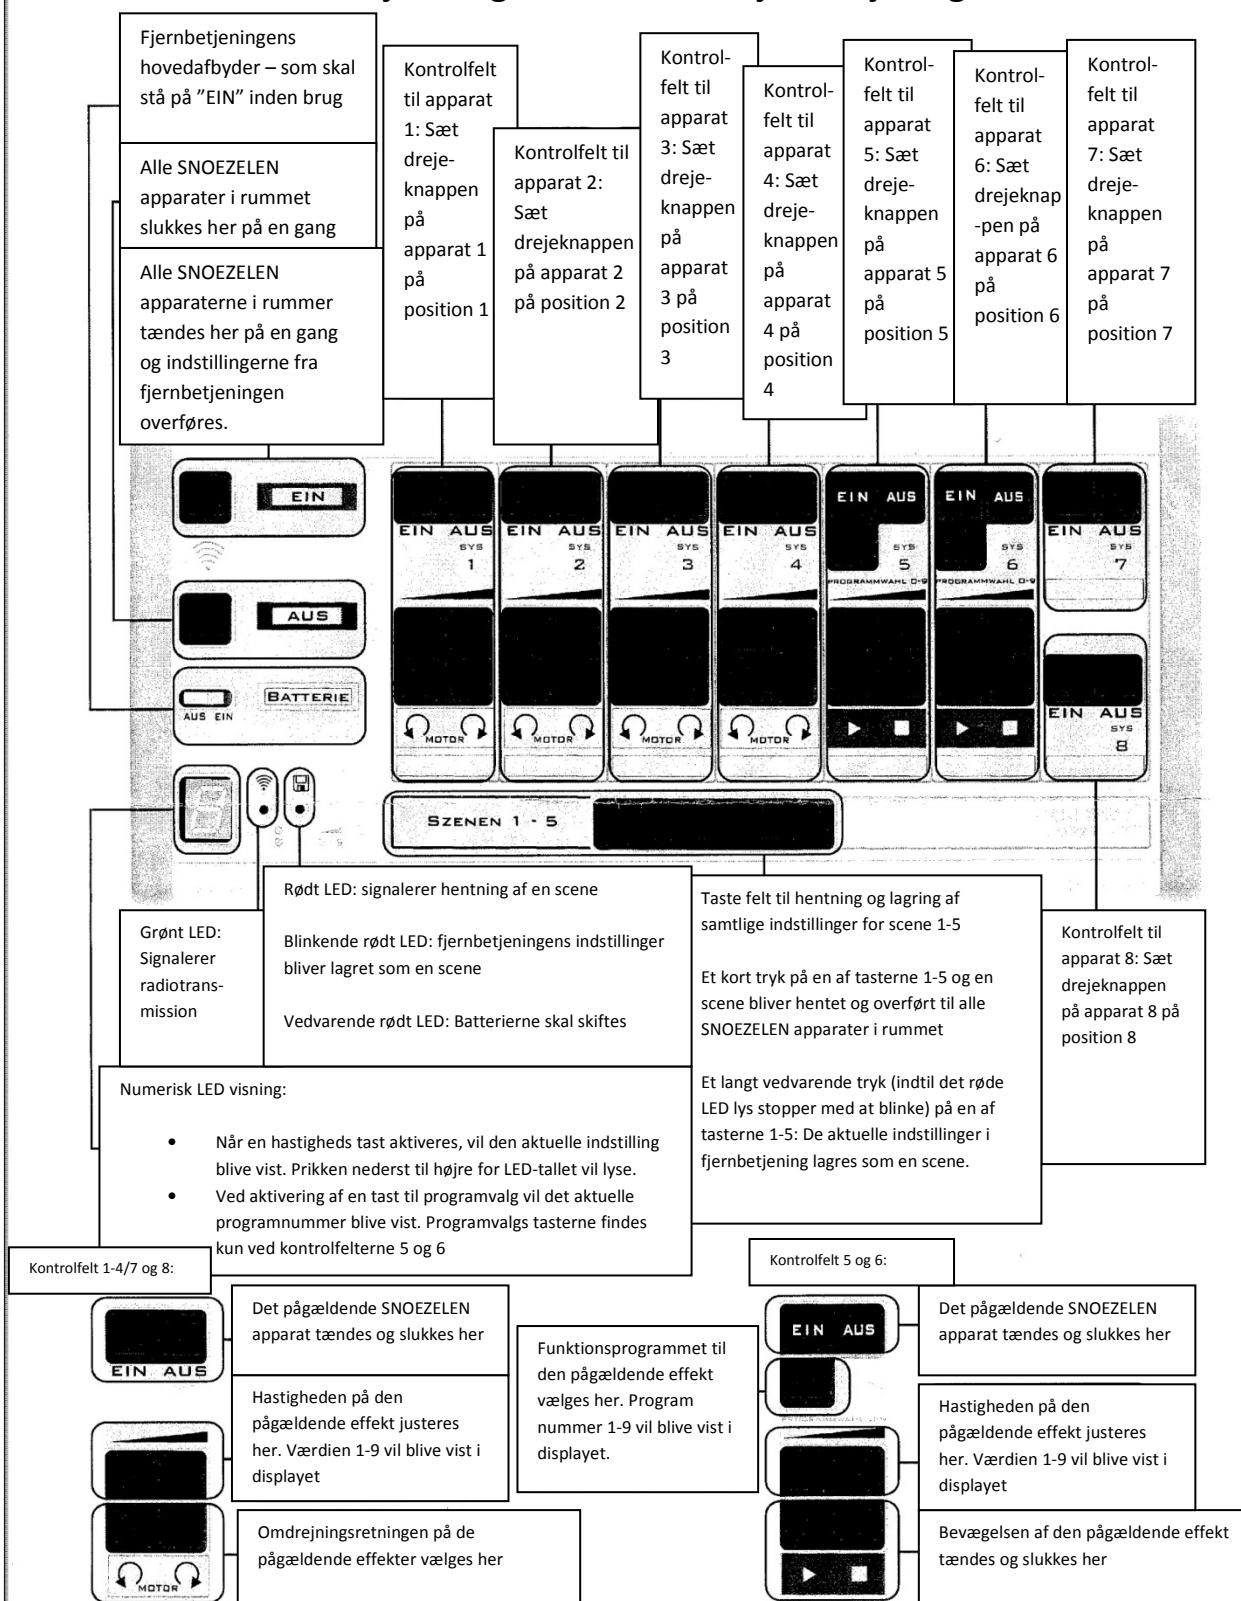 Fjernbetjeningens
hovedafbyder – som skal
stå på ”EIN” inden brug
Alle SNOEZELEN
apparater i rummet
slukkes her på en gang
Alle SNOEZELEN
apparaterne i rummer
tændes her på en gang
og indstillingerne fra
fjernbetjeningen
overføres.
Kontrolfelt
til apparat
1: Sæt
dreje-
knappen
på
apparat 1
på
position 1
Kontrolfelt til
apparat 2:
Sæt
drejeknappen
på apparat 2
på position 2
Kontrol-
felt til
apparat
3: Sæt
dreje-
knappen
på
apparat
3 på
position
3
Kontrol-
felt til
apparat
4: Sæt
dreje-
knappen
på
apparat
4 på
position
4
Kontrol-
felt til
apparat
5: Sæt
dreje-
knappen
på
apparat 5
på
position 5
Kontrol-
felt til
apparat
6: Sæt
drejeknap
-pen på
apparat 6
på
position 6
Kontrol-
felt til
apparat
7: Sæt
dreje-
knappen
på
apparat 7
på
position 7
EIN
AUS
BATTERIE
AUS EIN
EIN AUS
SYS
1
MOTOR
EIN AUS
SYS
2
MOTOR
EIN AUS
SYS
3
MOTOR
EIN AUS
SYS
4
MOTOR
EIN AUS
SYS
5
PROGRAMMWAHL 0-9
EIN AUS
SYS
6
PROGRAMMWAHL 0-9
EIN AUS
SYS
7
EIN AUS
SYS
8
SZENEN 1 - 5
Grønt LED:
Signalerer
radiotrans-
mission
Rødt LED: signalerer hentning af en scene
Blinkende rødt LED: fjernbetjeningens indstillinger
bliver lagret som en scene
Vedvarende rødt LED: Batterierne skal skiftes
Taste felt til hentning og lagring af
samtlige indstillinger for scene 1-5
Et kort tryk på en af tasterne 1-5 og en
scene bliver hentet og overført til alle
SNOEZELEN apparater i rummet
Et langt vedvarende tryk (indtil det røde
LED lys stopper med at blinke) på en af
tasterne 1-5: De aktuelle indstillinger i
fjernbetjening lagres som en scene.
Kontrolfelt til
apparat 8: Sæt
drejeknappen
på apparat 8 på
position 8
Numerisk LED visning:
• Når en hastigheds tast aktiveres, vil den aktuelle indstilling
blive vist. Prikken nederst til højre for LED-tallet vil lyse.
• Ved aktivering af en tast til programvalg vil det aktuelle
programnummer blive vist. Programvalgs tasterne findes
kun ved kontrolfelterne 5 og 6
Kontrolfelt 1-4/7 og 8:
EIN AUS
Det pågældende SNOEZELEN
apparat tændes og slukkes her
Hastigheden på den
pågældende effekt justeres
her. Værdien 1-9 vil blive vist i
displayet
MOTOR
Omdrejningsretningen på de
pågældende effekter vælges her
Kontrolfelt 5 og 6:
Funktionsprogrammet til
den pågældende effekt
vælges her. Program
nummer 1-9 vil blive vist i
displayet.
EIN AUS
Det pågældende SNOEZELEN
apparat tændes og slukkes her
Hastigheden på den
pågældende effekt justeres
her. Værdien 1-9 vil blive vist i
displayet
Bevægelsen af den pågældende effekt
tændes og slukkes her